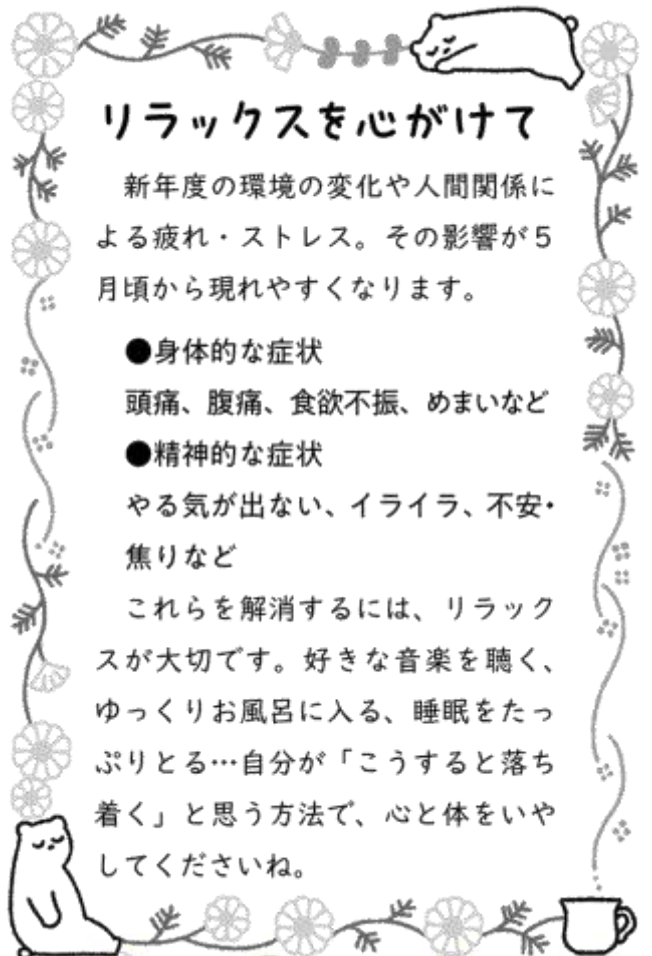 リラックスを心がけて
新年度の環境の変化や人間関係に
よる疲れ・ストレス。その影響が５
月頃から現れやすくなります。
●身体的な症状
頭痛、腹痛、食欲不振、めまいなど
●精神的な症状
やる気が出ない、イライラ、不安・
焦りなど
これらを解消するには、リラック
スが大切です。好きな音楽を聴く、
ゆっくりお風呂に入る、睡眠をたっ
ぷりとる…自分が「こうすると落ち
着く」と思う方法で、心と体をいや
してくださいね。